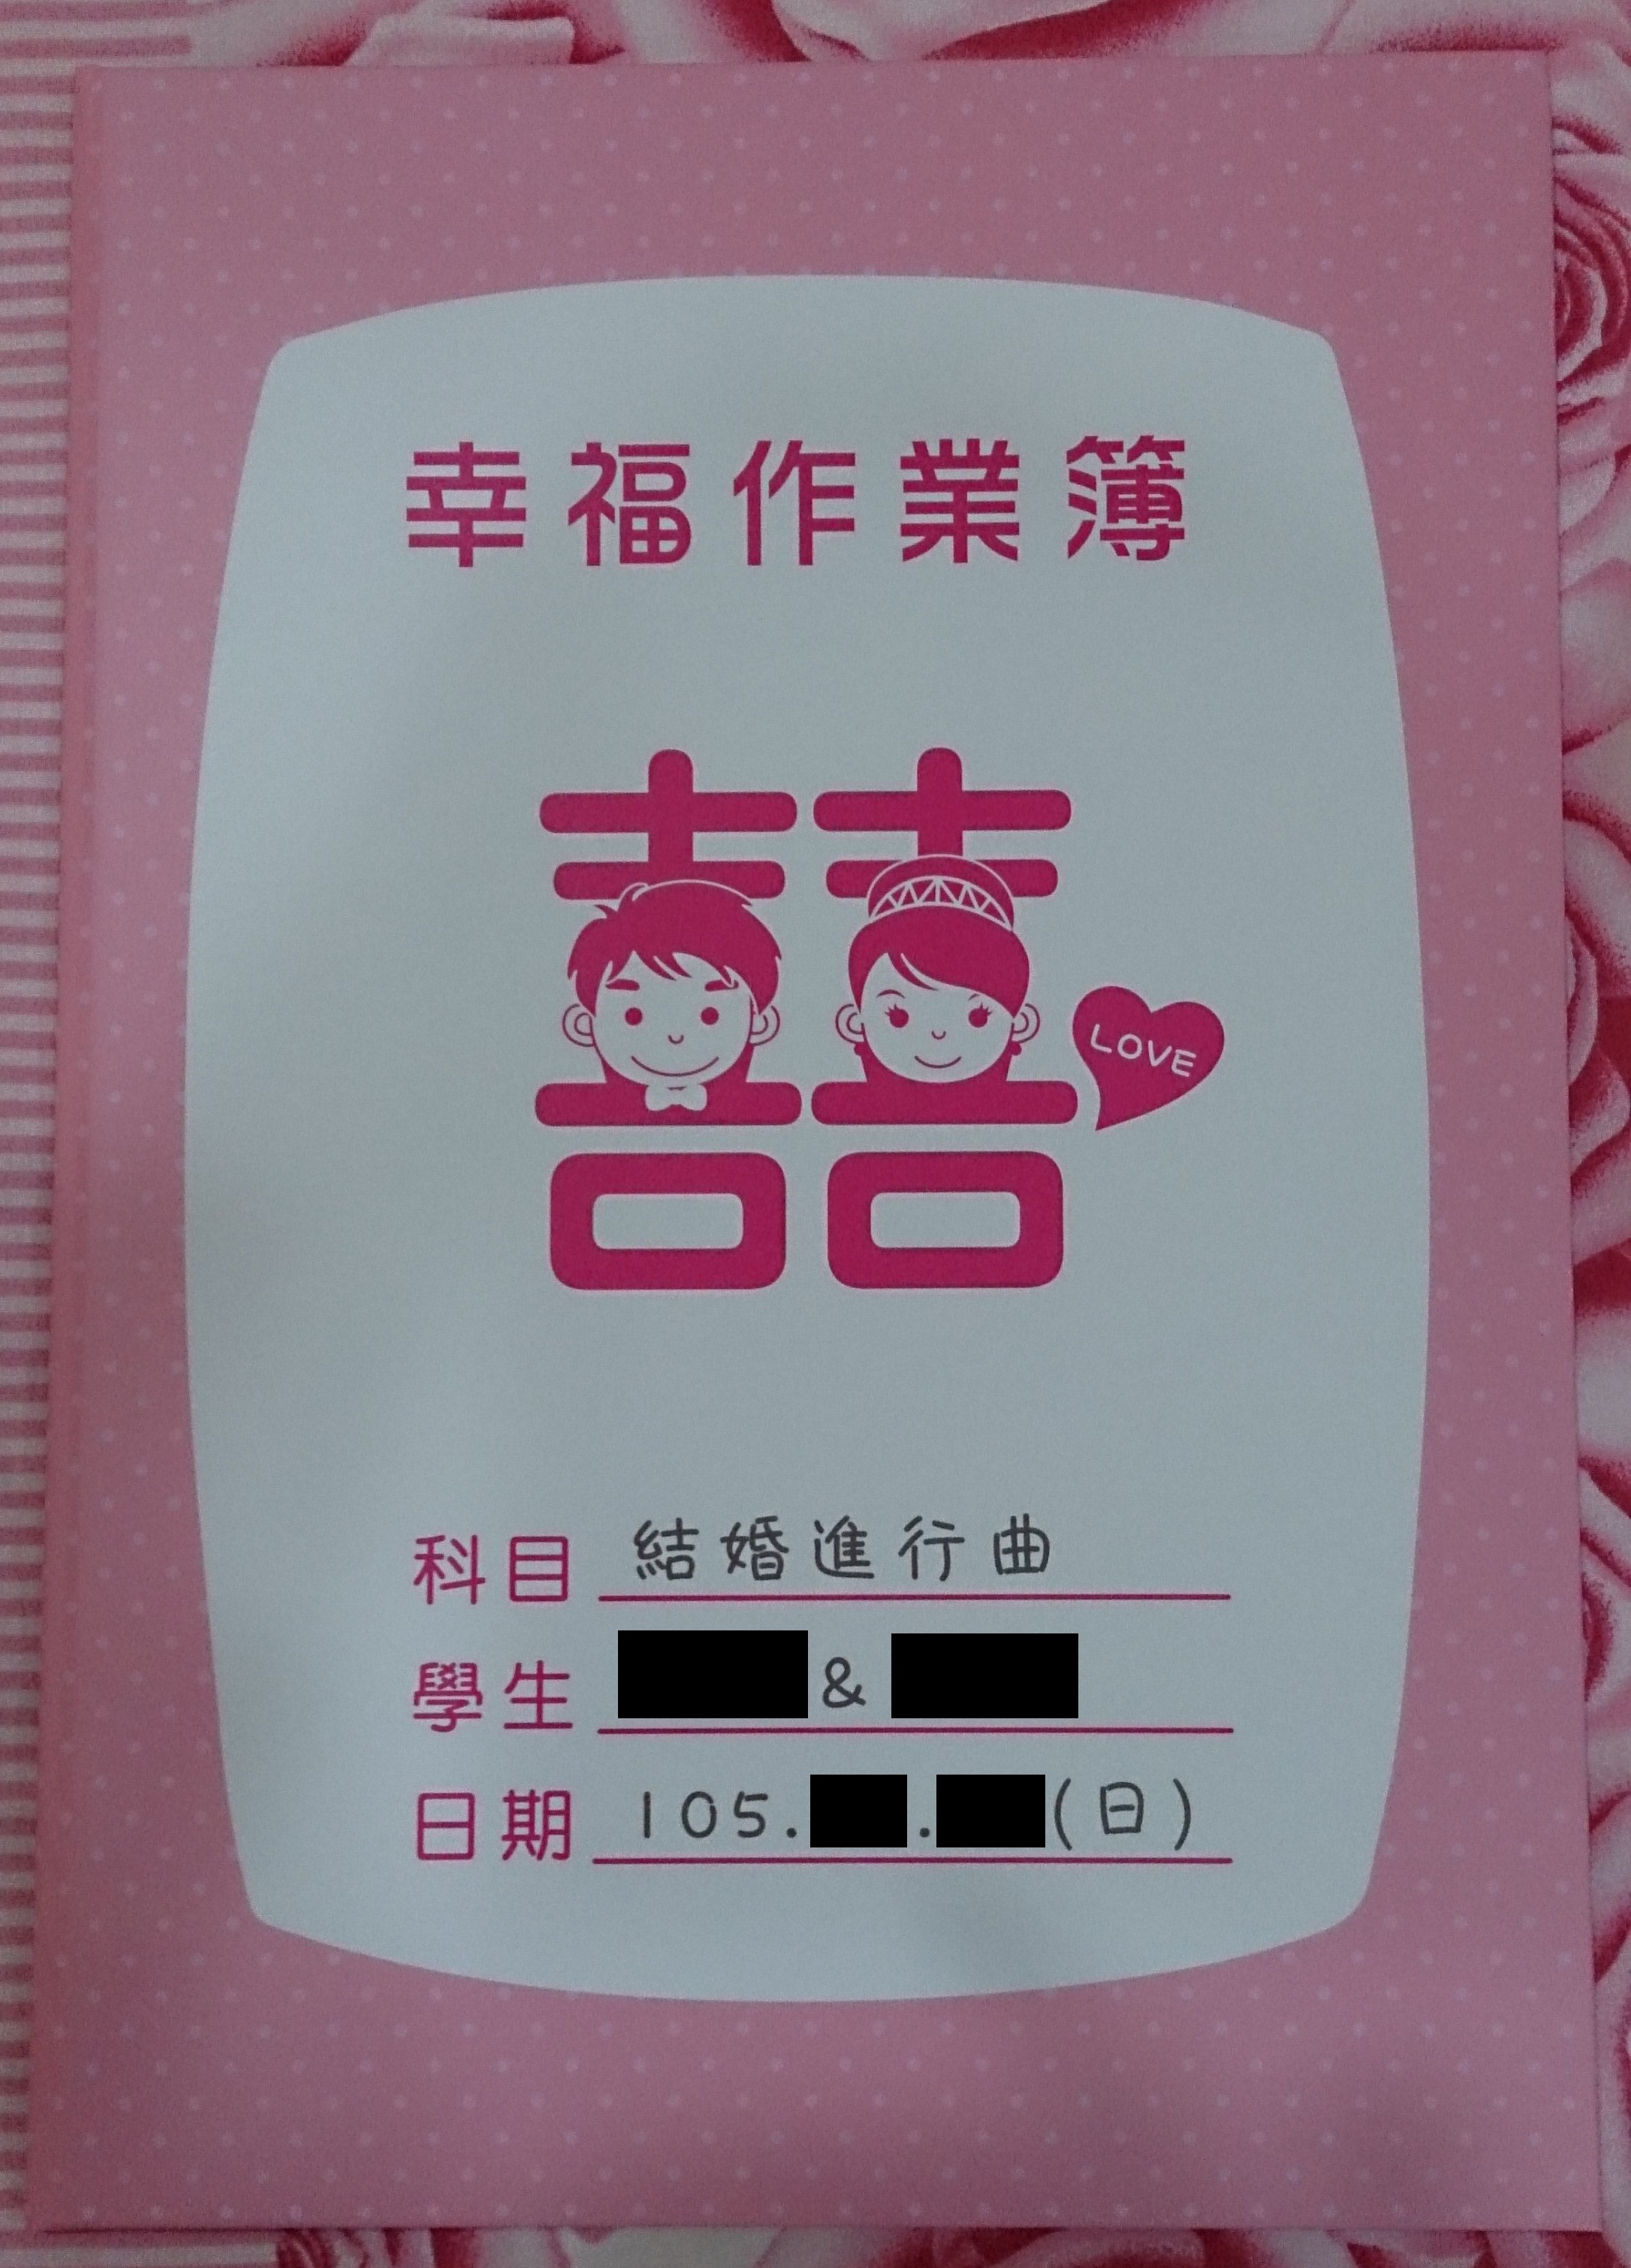 幸福作業簿
囍
LOVE
科目 結婚進行曲
學生 &
日期 105. . (日)